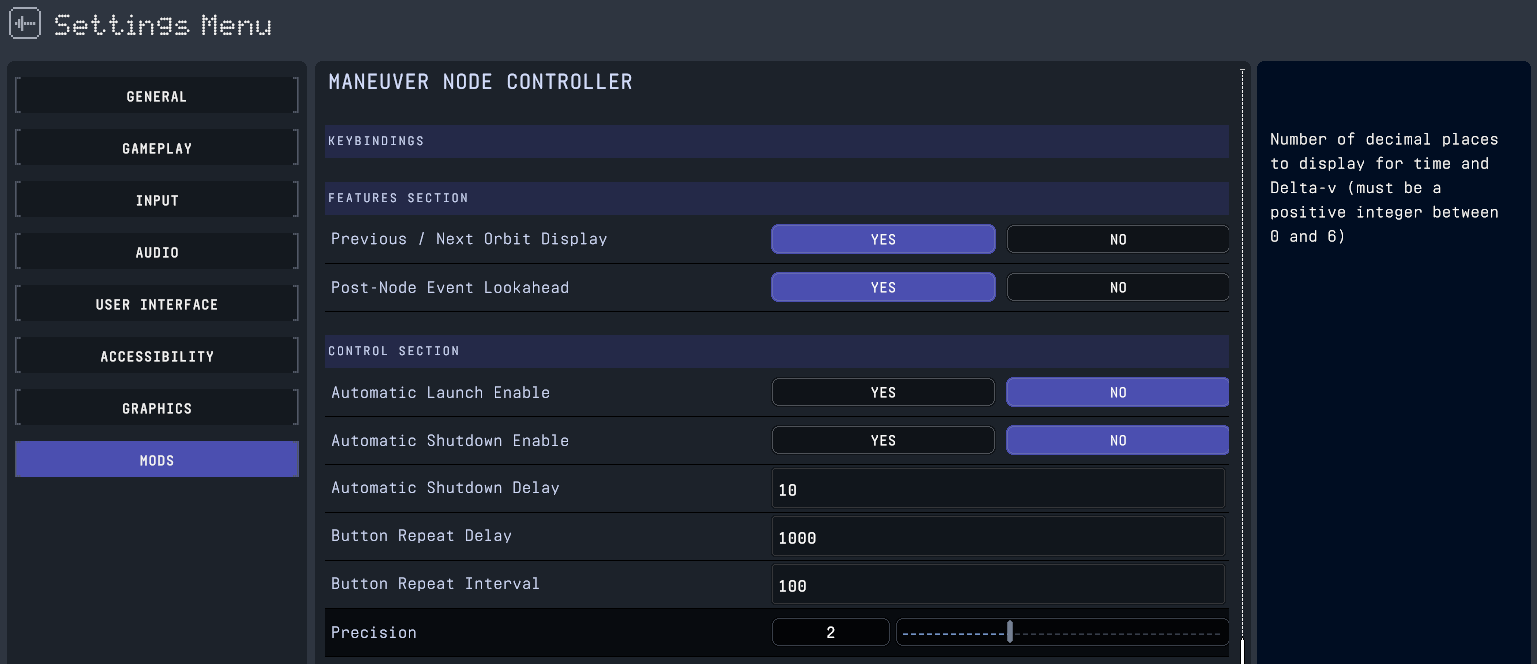 Settings Menu
GENERAL
GAMEPLAY
INPUT
AUDIO
USER INTERFACE
ACCESSIBILITY
GRAPHICS
MODS
MANEUVER NODE CONTROLLER
KEYBINDINGS
FEATURES SECTION
Previous / Next Orbit Display YES NO
Post-Node Event Lookahead YES NO
CONTROL SECTION
Automatic Launch Enable YES NO
Automatic Shutdown Enable YES NO
Automatic Shutdown Delay 10
Button Repeat Delay 1000
Button Repeat Interval 100
Precision 2
Number of decimal places
to display for time and
Delta-v (must be a
positive integer between
0 and 6)